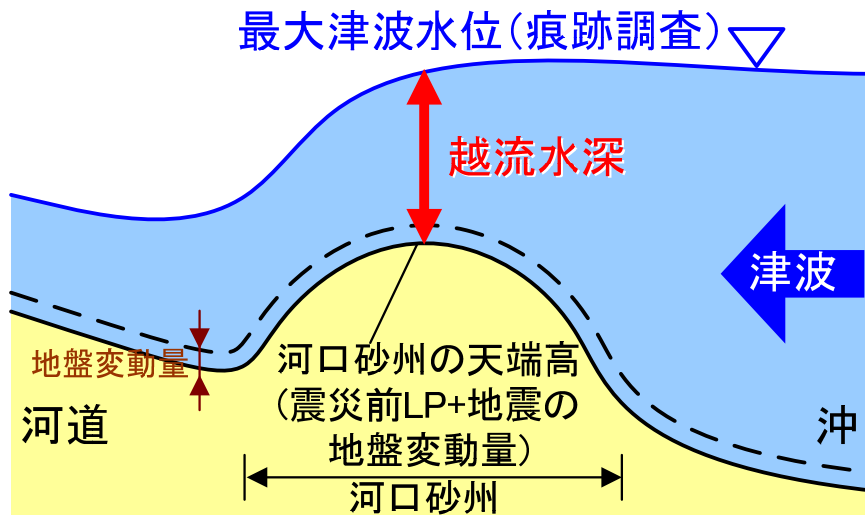 最大津波水位(痕跡調査)
越流水深
津波
地盤変動量
河口砂州の天端高
(震災前LP+地震の
地盤変動量)
河道
沖
河口砂州